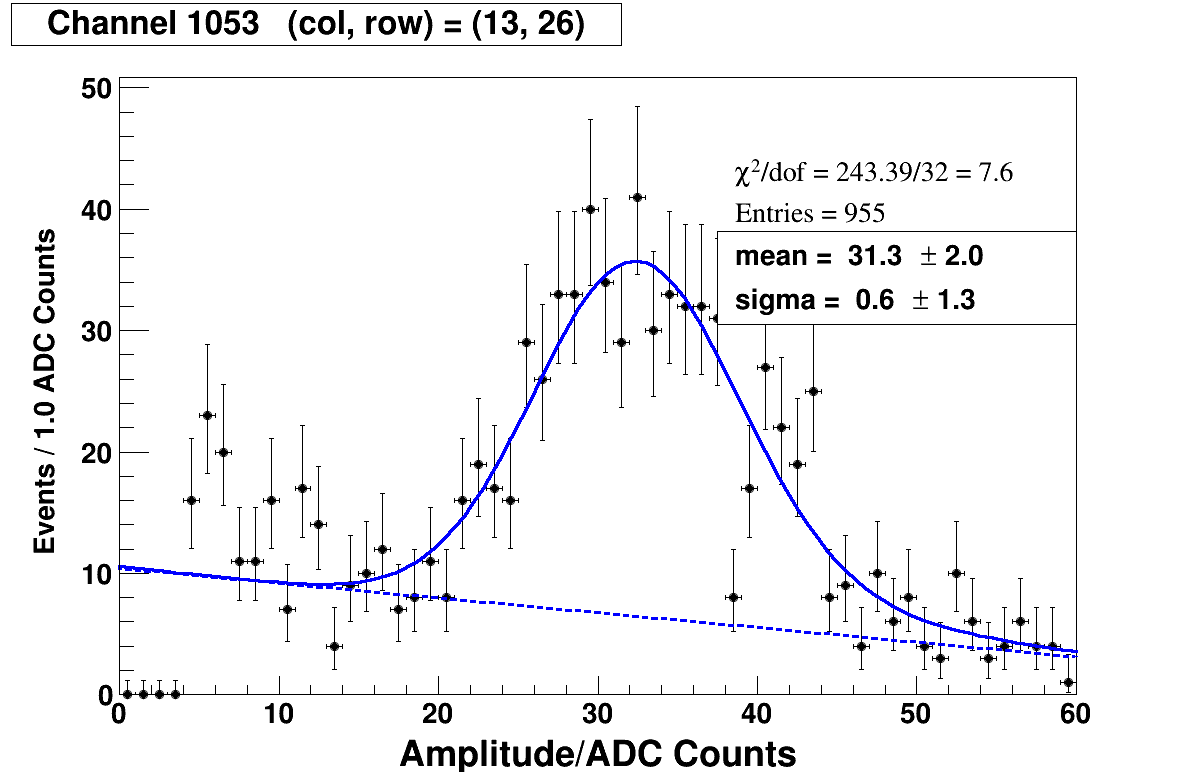 Channel 1053 (col, row) = (13, 26)
50
40
30
20
10
0
Events / 1.0 ADC Counts
χ²/dof = 243.39/32 = 7.6
Entries = 955
mean = 31.3 ± 2.0
sigma = 0.6 ± 1.3
0 10 20 30 40 50 60
Amplitude/ADC Counts